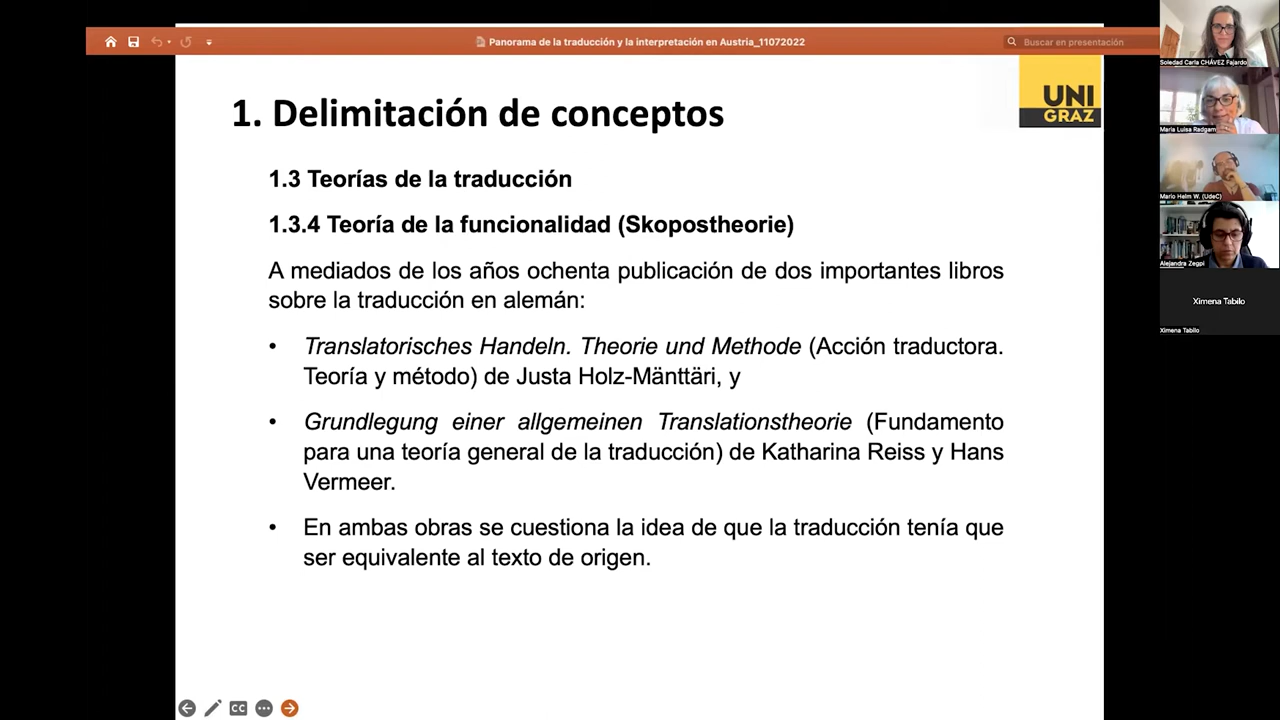 Panorama de la traducción y la interpretación en Austria_11072022
Buscar en presentación
UNI
GRAZ
1. Delimitación de conceptos
1.3 Teorías de la traducción
1.3.4 Teoría de la funcionalidad (Skopostheorie)
A mediados de los años ochenta publicación de dos importantes libros
sobre la traducción en alemán:
• Translatorisches Handeln. Theorie und Methode (Acción traductora.
Teoría y método) de Justa Holz-Mänttäri, y
• Grundlegung einer allgemeinen Translationstheorie (Fundamento
para una teoría general de la traducción) de Katharina Reiss y Hans
Vermeer.
• En ambas obras se cuestiona la idea de que la traducción tenía que
ser equivalente al texto de origen.
CC
Soledad Carla CHÁVEZ Fajardo
Maria Luisa Radgam
Mario Helm W. (UdeC)
Alejandra Zegpi
Ximena Tabilo
Ximena Tabilo